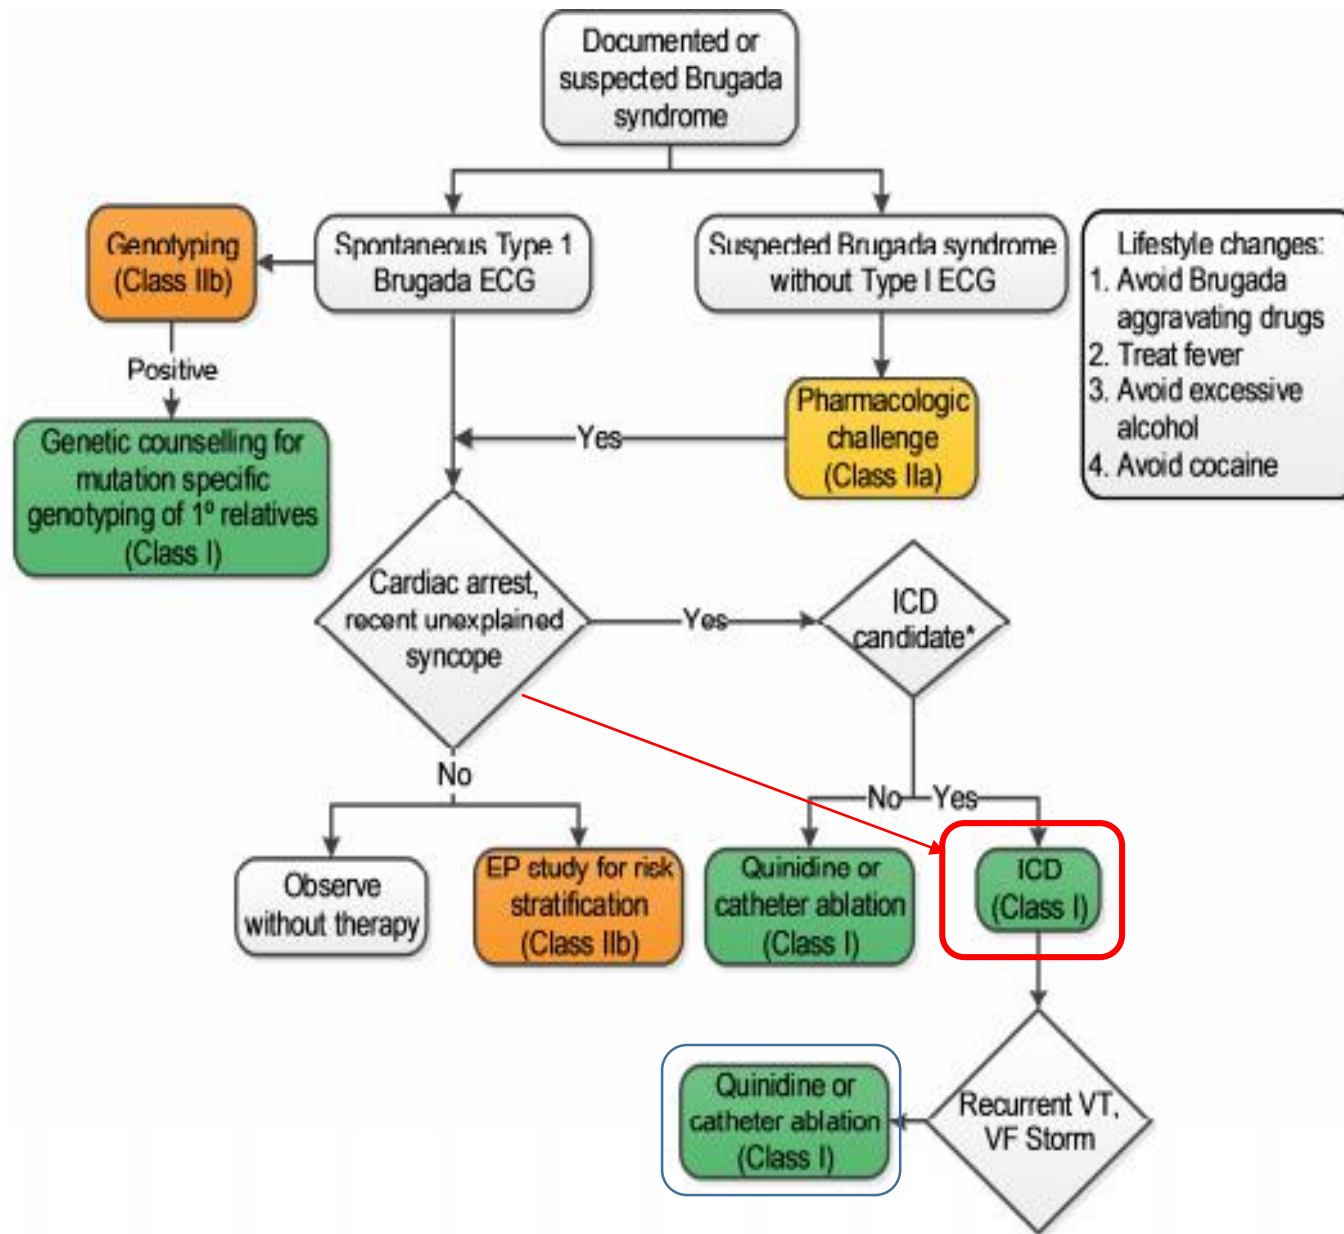 Documented or
suspected Brugada
syndrome
Genotyping
(Class IIb)
Spontaneous Type 1
Brugada ECG
Suspected Brugada syndrome
without Type I ECG
Lifestyle changes:
1. Avoid Brugada
aggravating drugs
2. Treat fever
3. Avoid excessive
alcohol
4. Avoid cocaine
Positive
Pharmacologic
challenge
(Class IIa)
Yes
Genetic counselling for
mutation specific
genotyping of 1º relatives
(Class I)
Cardiac arrest,
recent unexplained
syncope
Yes
ICD
candidate*
No
No
Yes
Observe
without therapy
EP study for risk
stratification
(Class IIb)
Quinidine or
catheter ablation
(Class I)
ICD
(Class I)
Quinidine or
catheter ablation
(Class I)
Recurrent VT,
VF Storm